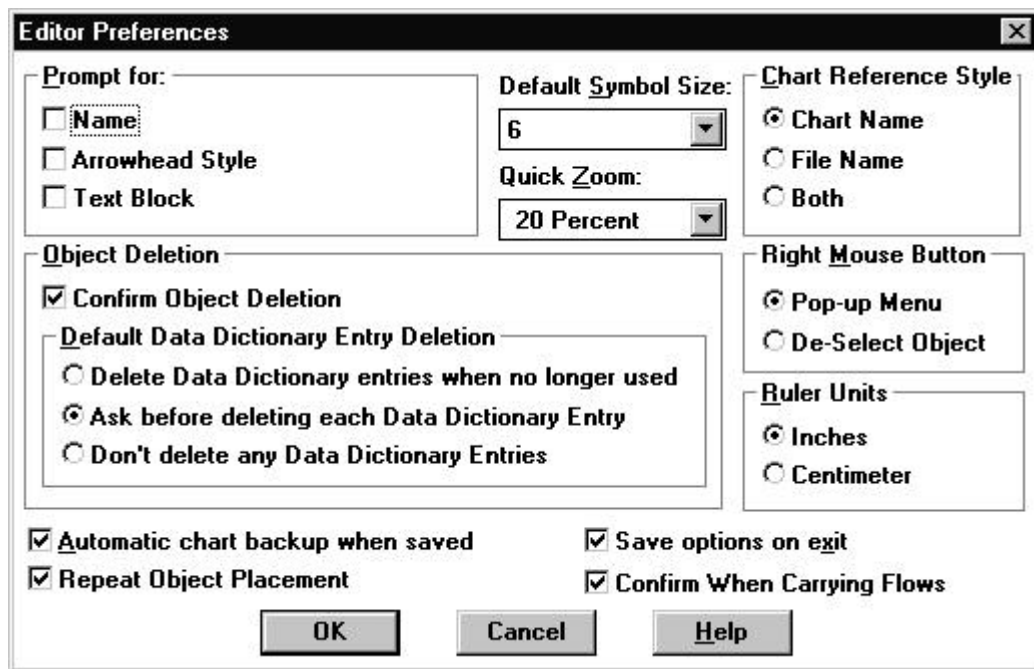 Editor Preferences
Prompt for:
Name
Arrowhead Style
Text Block
Default Symbol Size:
6
Quick Zoom:
20 Percent
Chart Reference Style
Chart Name
File Name
Both
Object Deletion
Confirm Object Deletion
Default Data Dictionary Entry Deletion
Delete Data Dictionary entries when no longer used
Ask before deleting each Data Dictionary Entry
Don't delete any Data Dictionary Entries
Right Mouse Button
Pop-up Menu
De-Select Object
Ruler Units
Inches
Centimeter
Automatic chart backup when saved
Save options on exit
Repeat Object Placement
Confirm When Carrying Flows
OK
Cancel
Help